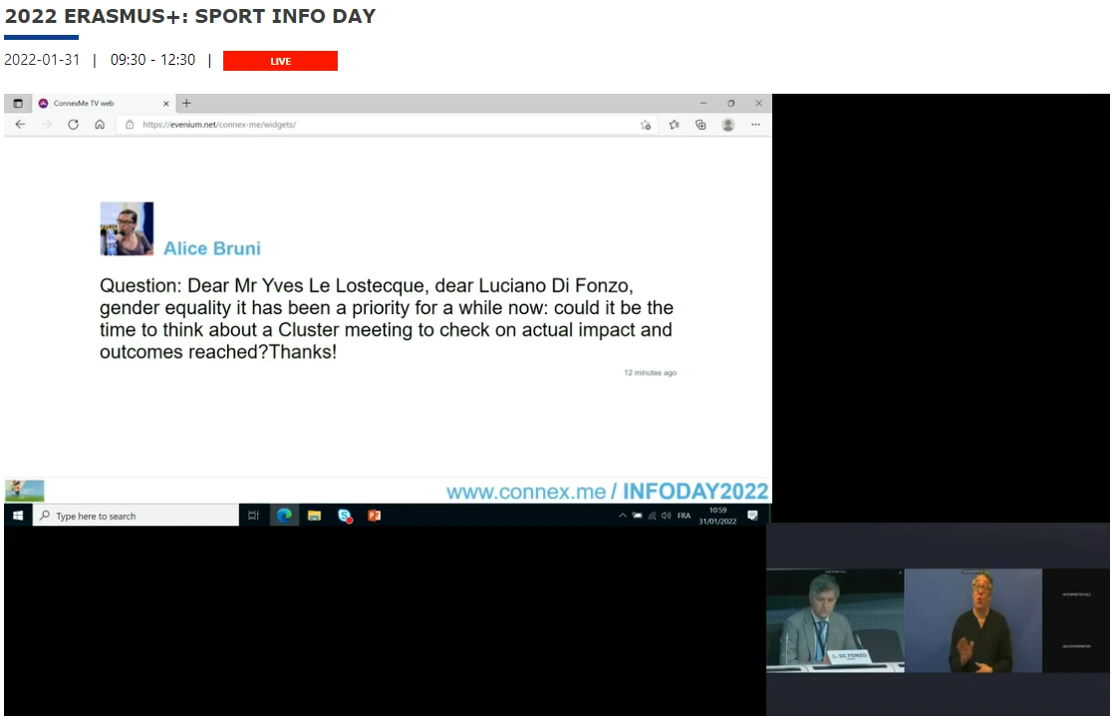 2022 ERASMUS+: SPORT INFO DAY
2022-01-31 | 09:30 - 12:30 | LIVE
ConnexMe TV web
https://evenium.net/connex-me/widgets/
Alice Bruni
Question: Dear Mr Yves Le Lostecque, dear Luciano Di Fonzo,
gender equality it has been a priority for a while now: could it be the
time to think about a Cluster meeting to check on actual impact and
outcomes reached?Thanks!
12 minutes ago
www.connex.me / INFODAY2022
Type here to search
FRA
10:59
31/01/2022
L. DI FONZO